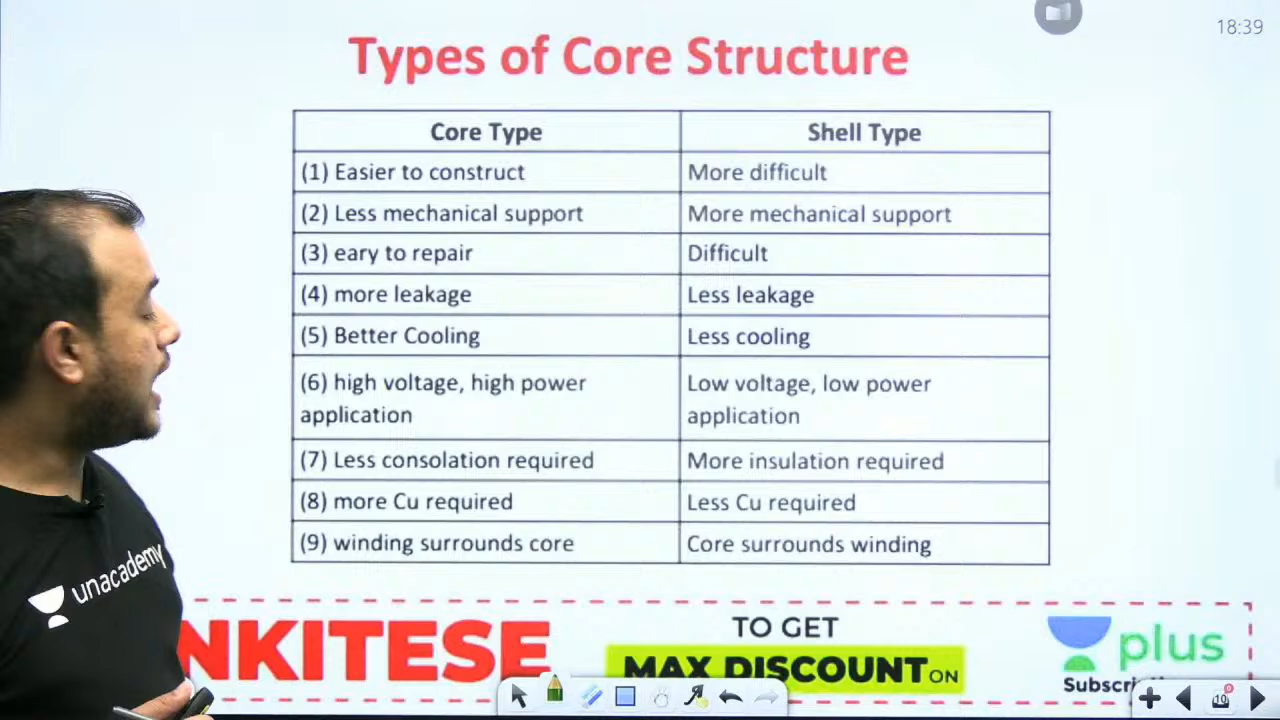 18:39
Types of Core Structure
Core Type Shell Type
(1) Easier to construct More difficult
(2) Less mechanical support More mechanical support
(3) eary to repair Difficult
(4) more leakage Less leakage
(5) Better Cooling Less cooling
(6) high voltage, high power Low voltage, low power
application application
(7) Less consolation required More insulation required
(8) more Cu required Less Cu required
(9) winding surrounds core Core surrounds winding
unacademy
NKITESE
TO GET
MAX DISCOUNT ON
plus
10